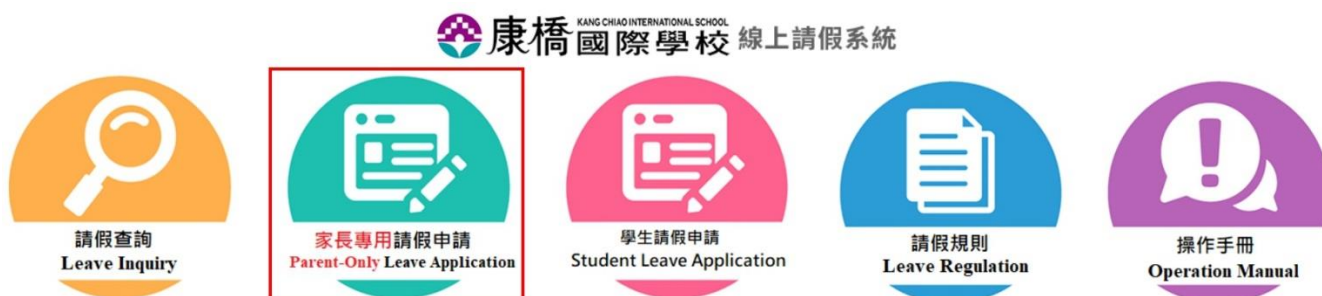 康橋國際學校 KANG CHIAO INTERNATIONAL SCHOOL 線上請假系統
請假查詢
Leave Inquiry
家長專用請假申請
Parent-Only Leave Application
學生請假申請
Student Leave Application
請假規則
Leave Regulation
操作手冊
Operation Manual